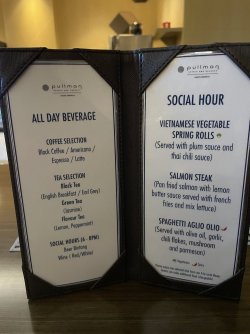 pullman
ALL DAY BEVERAGE
COFFEE SELECTION
Black Coffee / Americano /
Espresso / Latte
TEA SELECTION
Black Tea
(English Breakfast / Earl Grey)
Green Tea
(Jasmine)
Flavour Tea
(Lemon, Peppermint)
SOCIAL HOURS (6 - 8PM)
Beer Bintang
Wine ( Red/White)
pullman
SOCIAL HOUR
VIETNAMESE VEGETABLE
SPRING ROLLS
(Served with plum sauce and
thai chili sauce)
SALMON STEAK
(Pan fried salmon with lemon
butter sauce served with french
fries and mix lettuce)
SPAGHETTI AGLIO OLIO
(Served with olive oil, garlic,
chili flakes, mushroom
and parmesan)